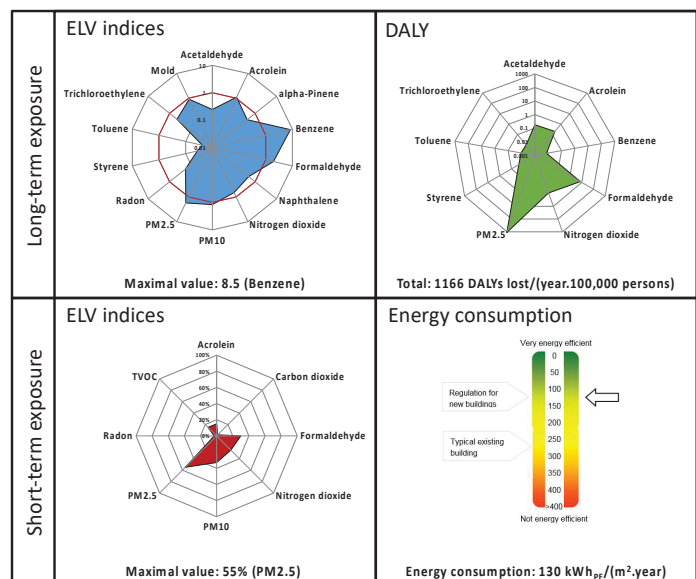 Long-term exposure
ELV indices
Acetaldehyde
Mold
Acrolein
Trichloroethylene
alpha-Pinene
Toluene
Benzene
Styrene
Formaldehyde
Radon
Naphthalene
PM2.5
Nitrogen dioxide
PM10
10
1
0.1
0.01
Maximal value: 8.5 (Benzene)
DALY
Acetaldehyde
Trichloroethylene
Acrolein
Toluene
Benzene
Styrene
Formaldehyde
PM2.5
Nitrogen dioxide
1000
100
10
1
0.1
0.01
0.001
Total: 1166 DALYs lost/(year.100,000 persons)
Short-term exposure
ELV indices
Acrolein
TVOC
Carbon dioxide
Radon
Formaldehyde
PM2.5
Nitrogen dioxide
PM10
100%
80%
60%
40%
20%
0%
Maximal value: 55% (PM2.5)
Energy consumption
Very energy efficient
0
50
100
150
200
250
300
350
>400
Regulation for
new buildings
Typical existing
building
Not energy efficient
Energy consumption: 130 kWhPE/(m².year)